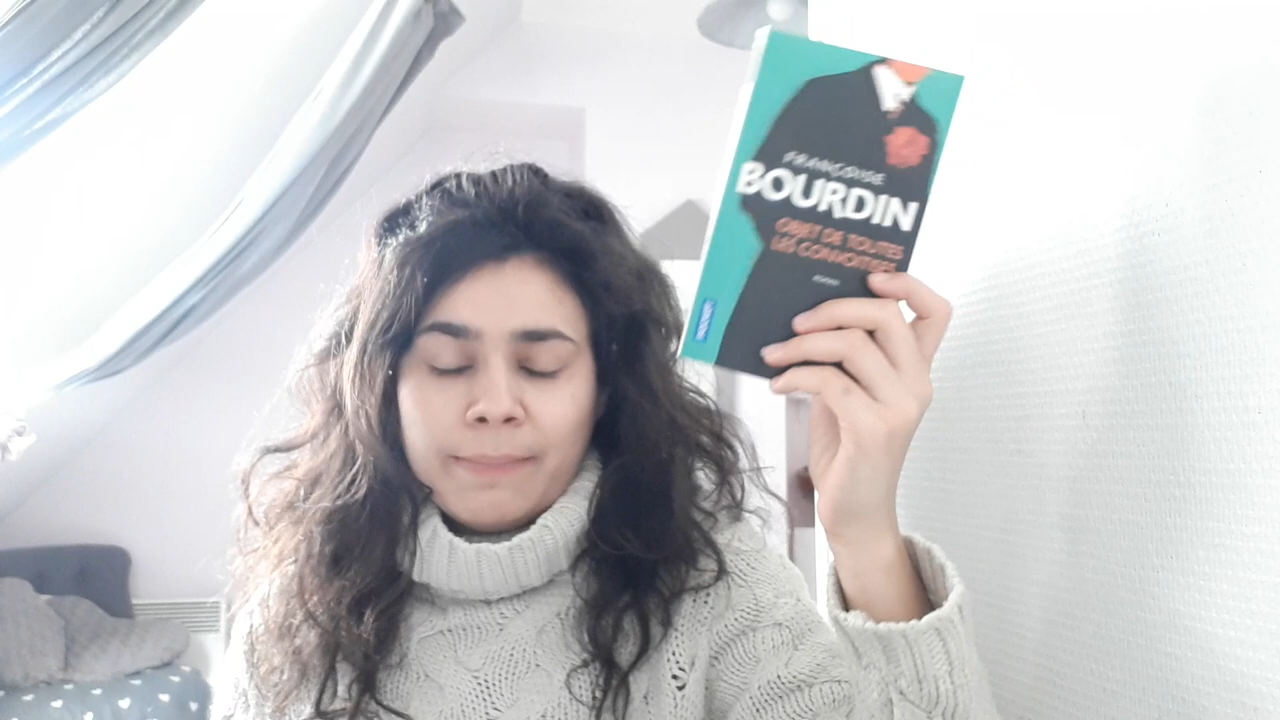 FRANÇOISE
BOURDIN
OBJET DE TOUTES
LES CONVOITISES